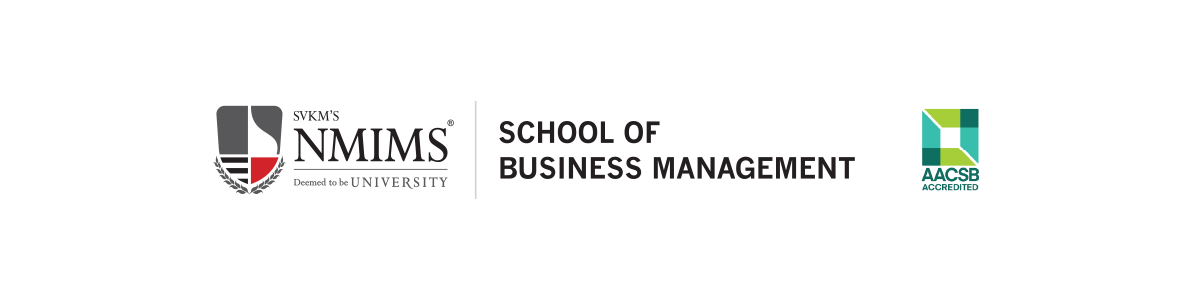 SVKM'S
NMIMS®
Deemed to be UNIVERSITY
SCHOOL OF
BUSINESS MANAGEMENT
AACSB
ACCREDITED